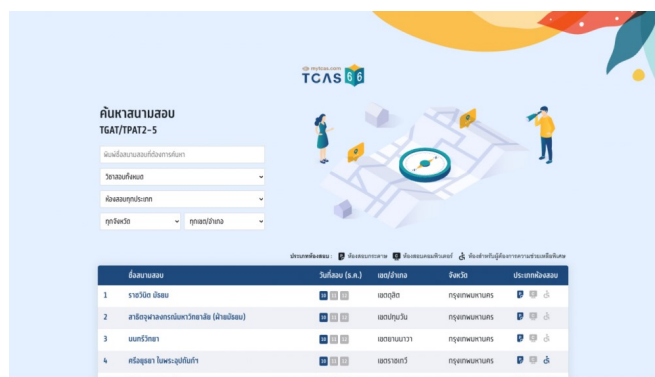 mytcas.com
TCAS 66
ค้นหาสนามสอบ
TGAT/TPAT2-5
พิมพ์ชื่อสนามสอบที่ต้องการค้นหา
วิชาสอบทั้งหมด
ห้องสอบทุกประเภท
ทุกจังหวัด ทุกเขต/อำเภอ
ประเภทห้องสอบ : ห้องสอบกระดาษ ห้องสอบคอมพิวเตอร์ ห้องสำหรับผู้ต้องการความช่วยเหลือพิเศษ
ชื่อสนามสอบ วันที่สอบ (ธ.ค.) เขต/อำเภอ จังหวัด ประเภทห้องสอบ
1 ราชวินิต มัธยม 10 11 12 เขตดุสิต กรุงเทพมหานคร
2 สาธิตจุฬาลงกรณ์มหาวิทยาลัย (ฝ่ายมัธยม) 10 11 12 เขตปทุมวัน กรุงเทพมหานคร
3 นนทรีวิทยา 10 11 12 เขตยานนาวา กรุงเทพมหานคร
4 ศรีอยุธยา ในพระอุปถัมภ์ฯ 10 11 12 เขตราชเทวี กรุงเทพมหานคร